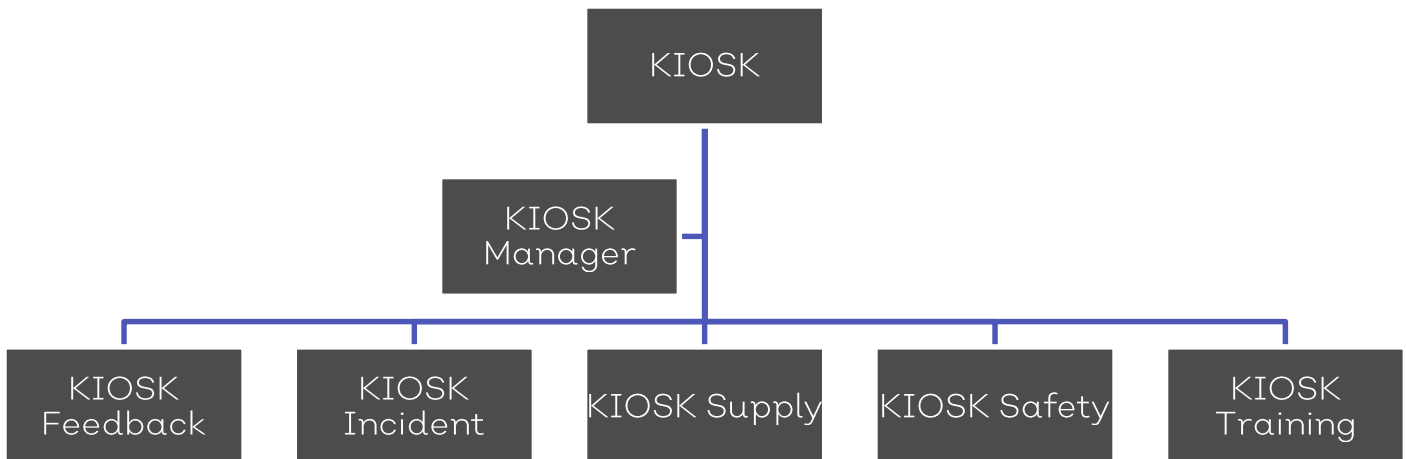 KIOSK
KIOSK
Manager
KIOSK
Feedback
KIOSK
Incident
KIOSK Supply
KIOSK Safety
KIOSK
Training